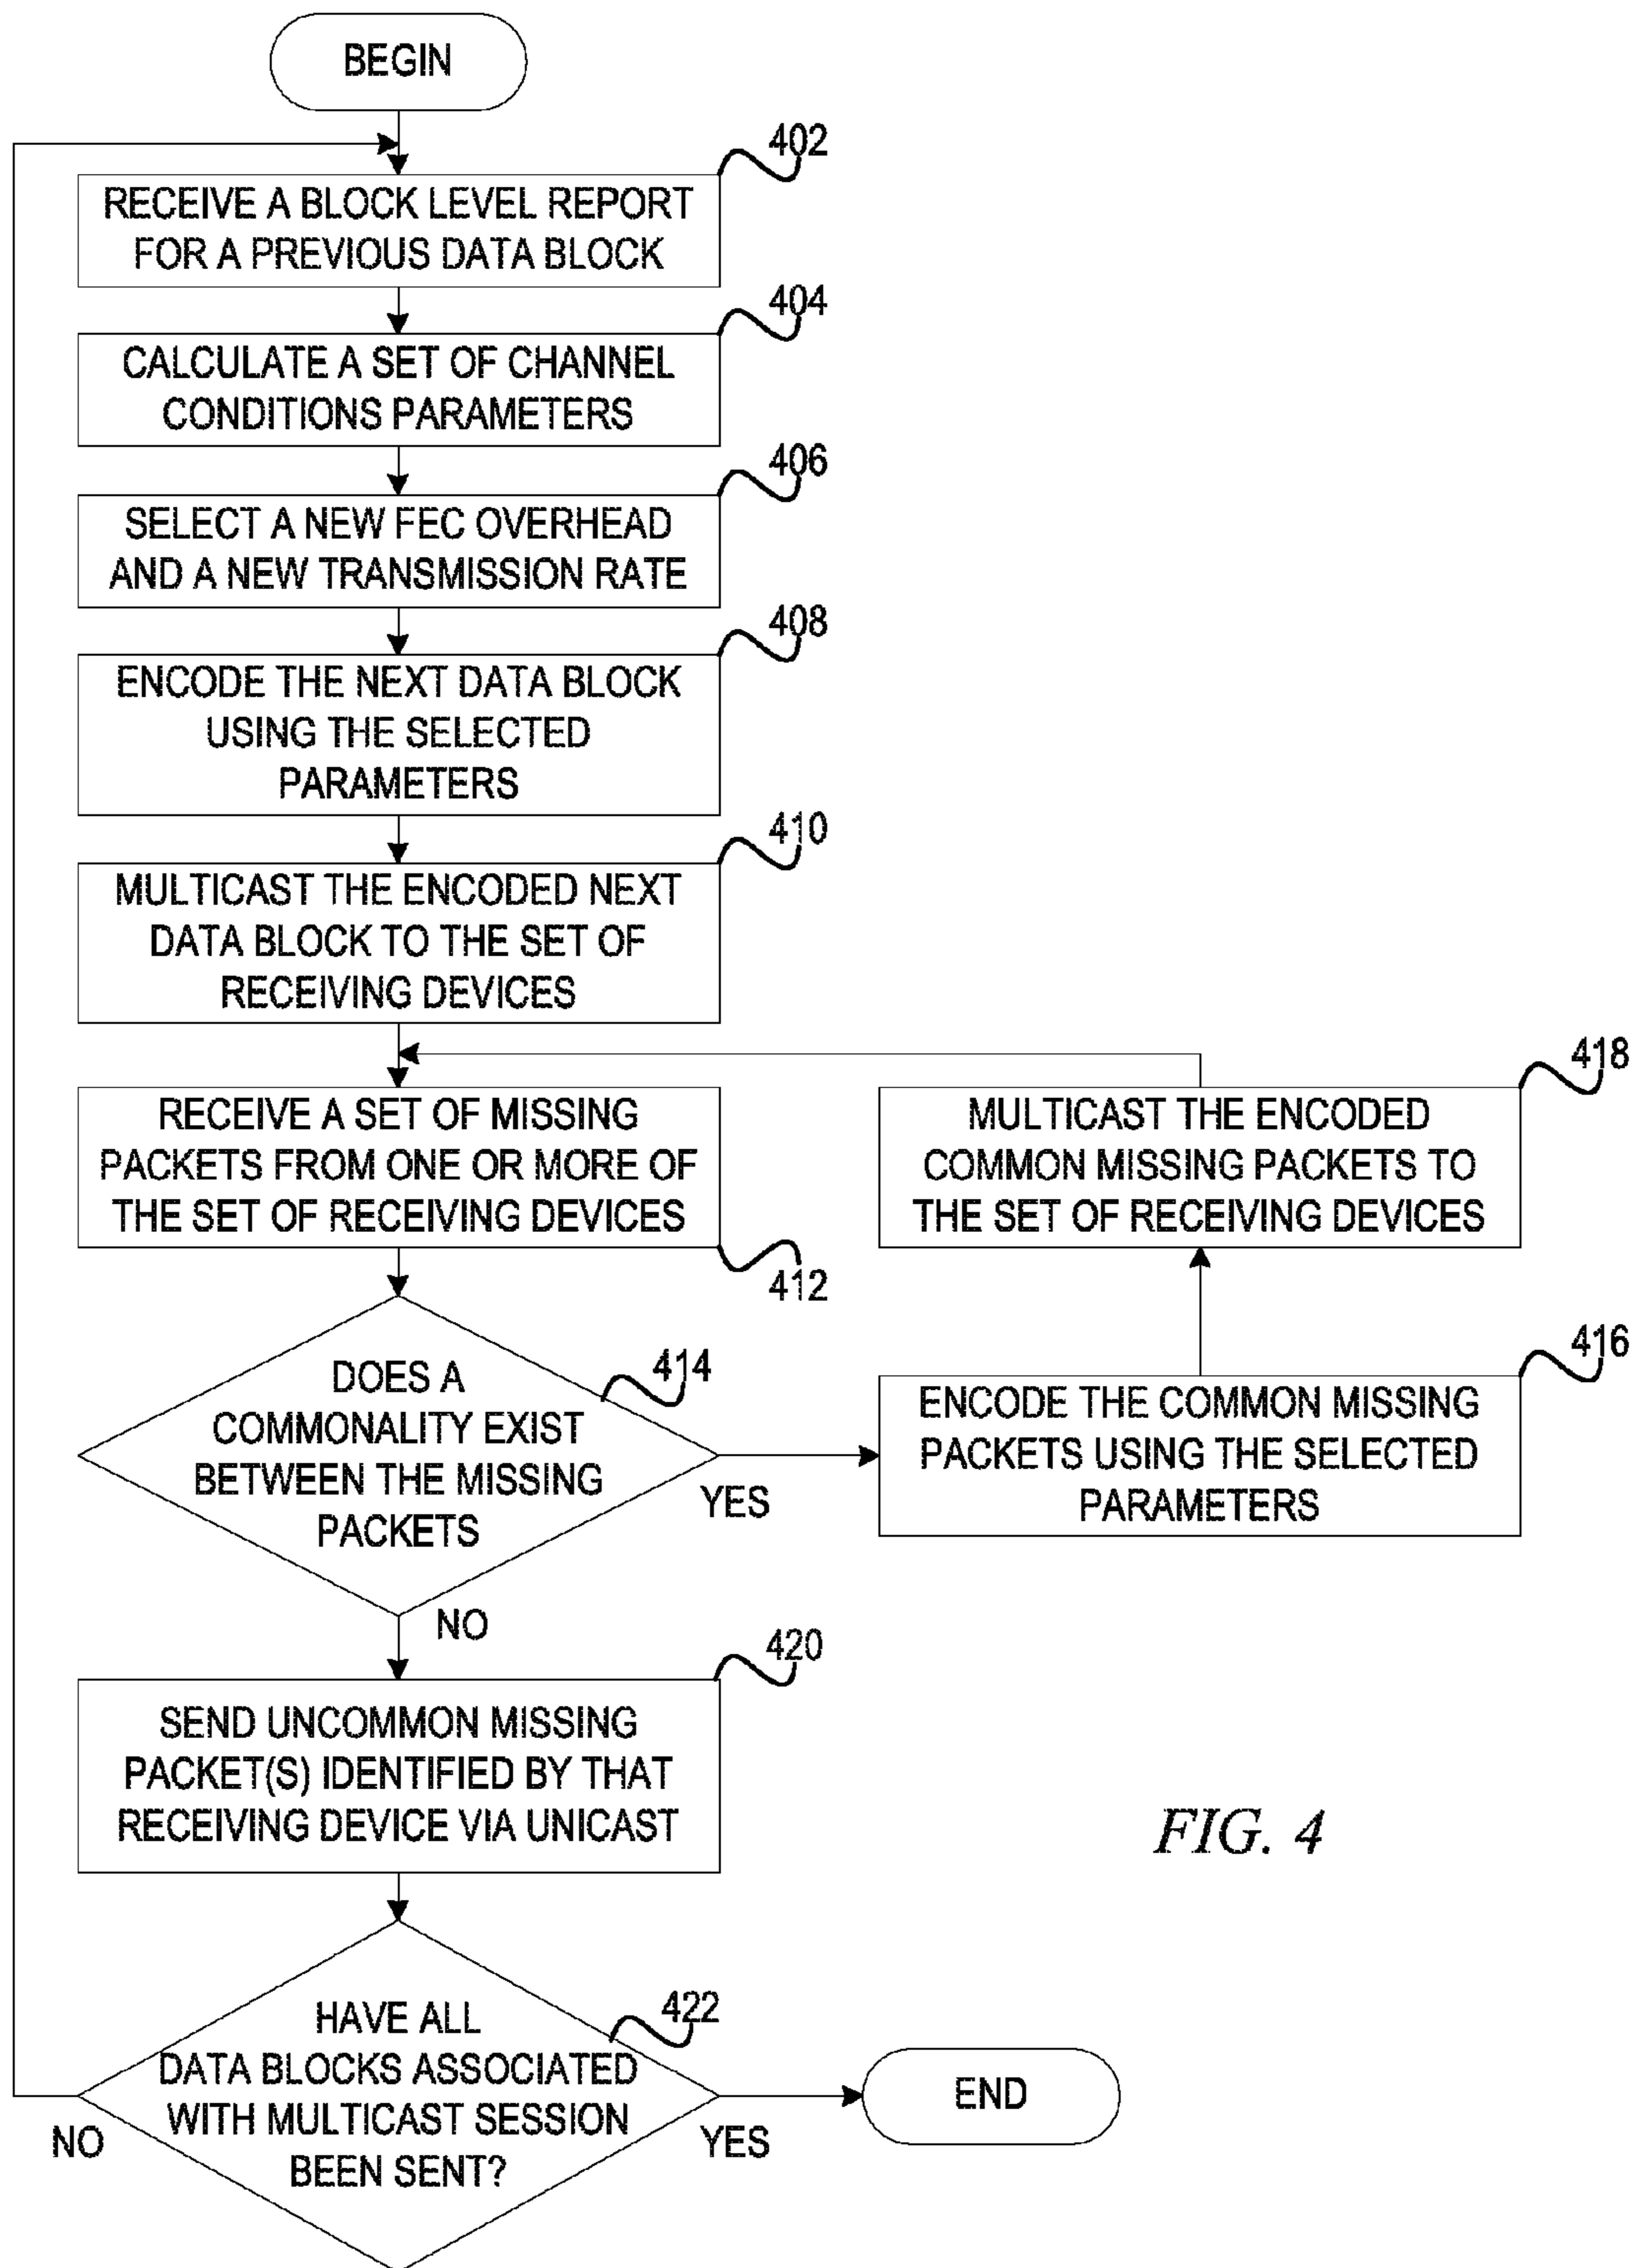 BEGIN
402
RECEIVE A BLOCK LEVEL REPORT
FOR A PREVIOUS DATA BLOCK
404
CALCULATE A SET OF CHANNEL
CONDITIONS PARAMETERS
406
SELECT A NEW FEC OVERHEAD
AND A NEW TRANSMISSION RATE
408
ENCODE THE NEXT DATA BLOCK
USING THE SELECTED
PARAMETERS
410
MULTICAST THE ENCODED NEXT
DATA BLOCK TO THE SET OF
RECEIVING DEVICES
RECEIVE A SET OF MISSING
PACKETS FROM ONE OR MORE OF
THE SET OF RECEIVING DEVICES
412
418
MULTICAST THE ENCODED
COMMON MISSING PACKETS TO
THE SET OF RECEIVING DEVICES
414
DOES A
COMMONALITY EXIST
BETWEEN THE MISSING
PACKETS
YES
416
ENCODE THE COMMON MISSING
PACKETS USING THE SELECTED
PARAMETERS
NO
420
SEND UNCOMMON MISSING
PACKET(S) IDENTIFIED BY THAT
RECEIVING DEVICE VIA UNICAST
FIG. 4
422
HAVE ALL
DATA BLOCKS ASSOCIATED
WITH MULTICAST SESSION
BEEN SENT?
NO
YES
END